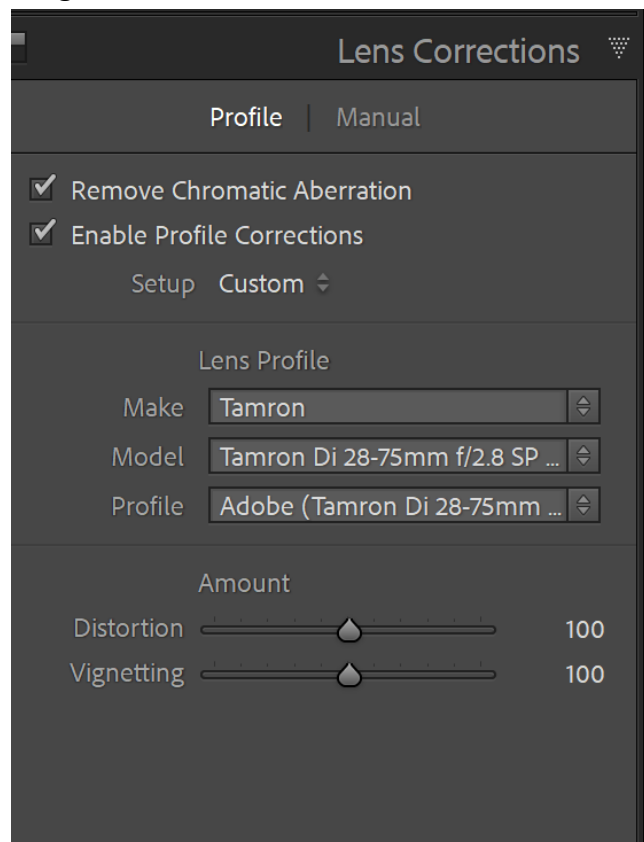 Lens Corrections
Profile | Manual
Remove Chromatic Aberration
Enable Profile Corrections
Setup Custom
Lens Profile
Make Tamron
Model Tamron Di 28-75mm f/2.8 SP ...
Profile Adobe (Tamron Di 28-75mm ...
Amount
Distortion 100
Vignetting 100